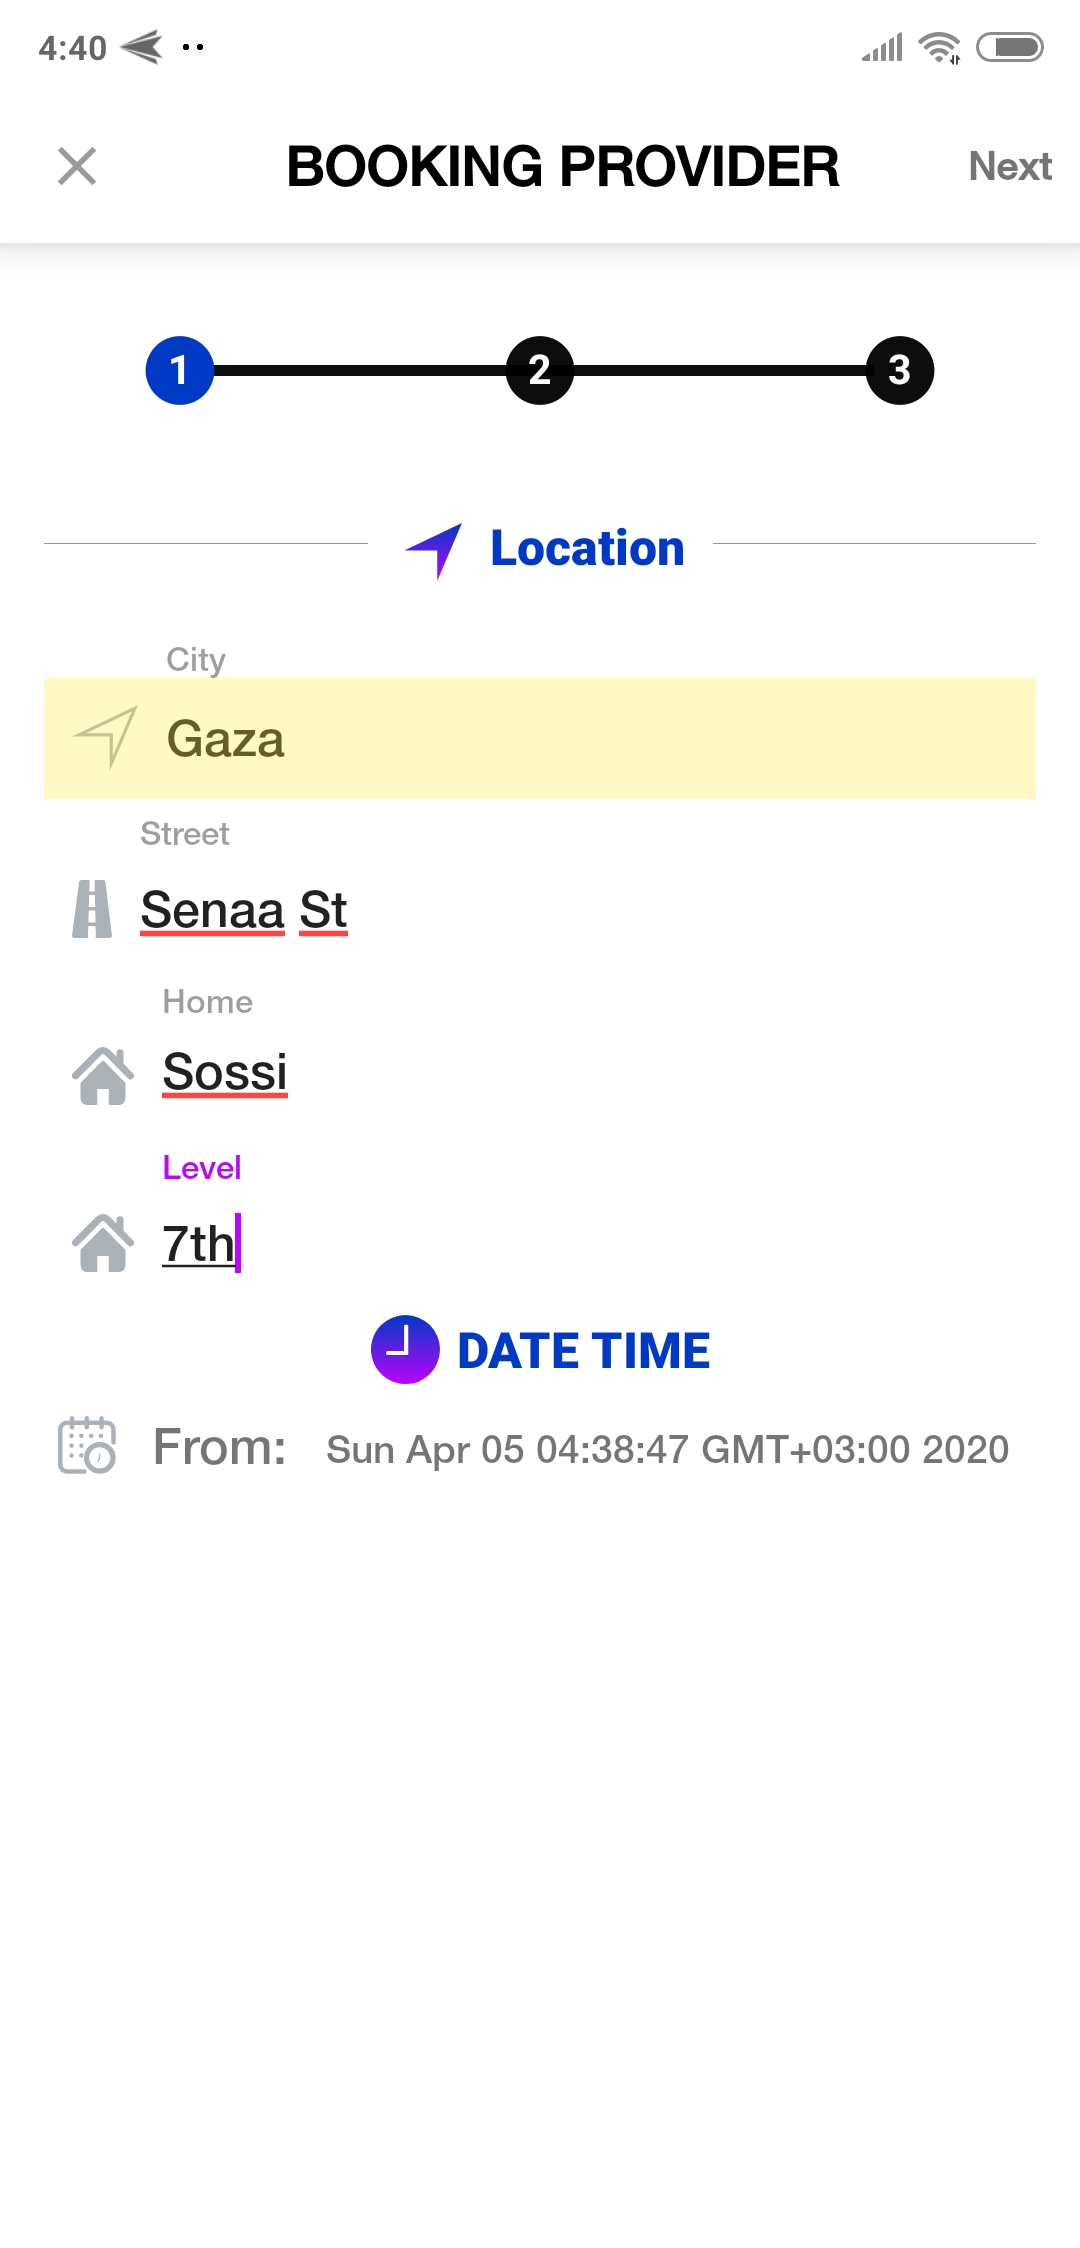 4:40
BOOKING PROVIDER
Next
1 2 3
Location
City
Gaza
Street
Senaa St
Home
Sossi
Level
7th
DATE TIME
From: Sun Apr 05 04:38:47 GMT+03:00 2020